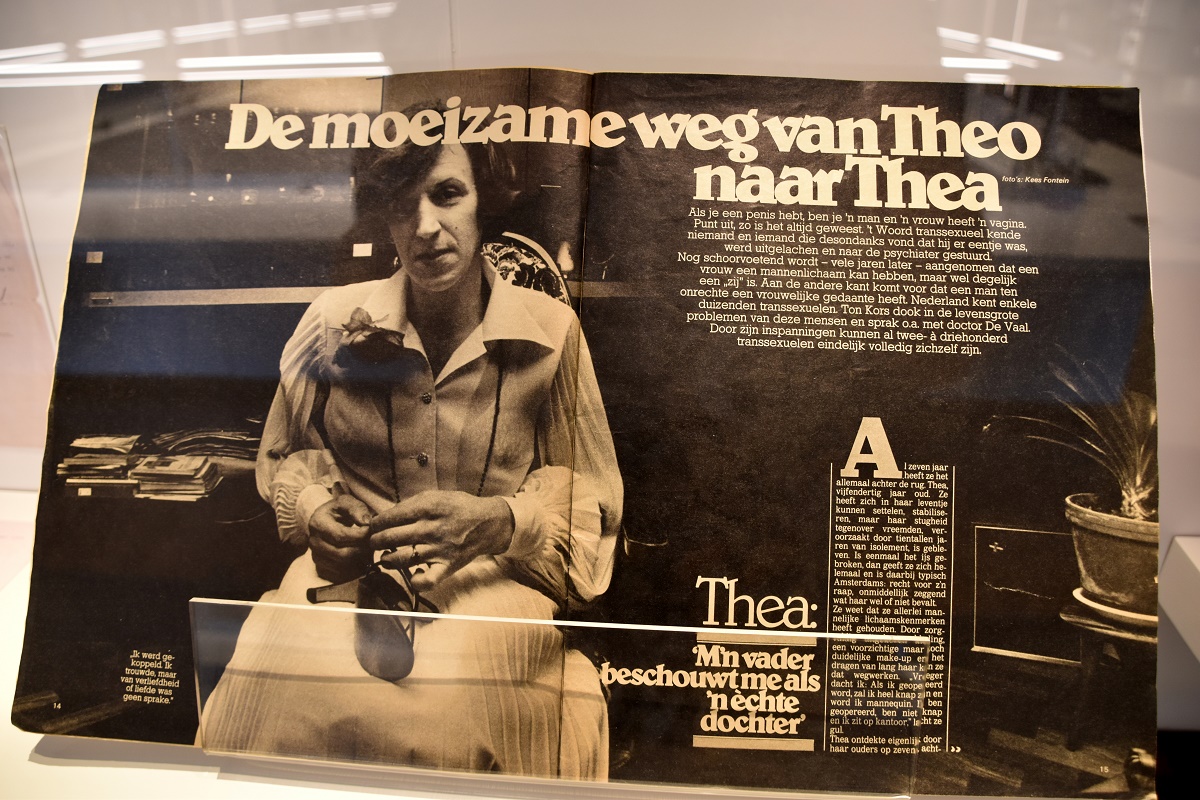 De moeizame weg van Theo
naar Thea
foto's: Kees Fontein
Als je een penis hebt, ben je 'n man en 'n vrouw heeft 'n vagina.
Punt uit, zo is het altijd geweest. 't Woord transsexueel kende
niemand en iemand die desondanks vond dat hij er eentje was,
werd uitgelachen en naar de psychiater gestuurd.
Nog schoorvoetend wordt – vele jaren later – aangenomen dat een
vrouw een mannenlichaam kan hebben, maar wel degelijk
een „zij" is. Aan de andere kant komt voor dat een man ten
onrechte een vrouwelijke gedaante heeft. Nederland kent enkele
duizenden transsexuelen. Ton Kors dook in de levensgrote
problemen van deze mensen en sprak o.a. met doctor De Vaal.
Door zijn inspanningen kunnen al twee- à driehonderd
transsexuelen eindelijk volledig zichzelf zijn.
„Ik werd ge-
koppeld. Ik
trouwde, maar
van verliefdheid
of liefde was
geen sprake."
14
Thea:
'M'n vader
beschouwt me als
'n èchte
dochter'
Al zeven jaar
heeft ze het
allemaal achter de rug. Thea,
vijfendertig jaar oud. Ze
heeft zich in haar leventje
kunnen settelen, stabilise-
ren, maar haar stugheid
tegenover vreemden, ver-
oorzaakt door tientallen ja-
ren van isolement, is geble-
ven. Is eenmaal het ijs ge-
broken, dan geeft ze zich he-
lemaal en is daarbij typisch
Amsterdams: recht voor z'n
raap, onmiddellijk zeggend
wat haar wel of niet bevalt.
Ze weet dat ze allerlei man-
nelijke lichaamskenmerken
heeft gehouden. Door zorg-
een voorzichtige maar toch
duidelijke make-up en het
dragen van lang haar kan ze
dat wegwerken. „Vroeger
dacht ik: Als ik geopereerd
word, zal ik heel knap zijn en
word ik mannequin. Ik ben
geopereerd, ben niet knap
en ik zit op kantoor," lacht ze
gul.
Thea ontdekte eigenlijk door
haar ouders op zeven, acht-
15